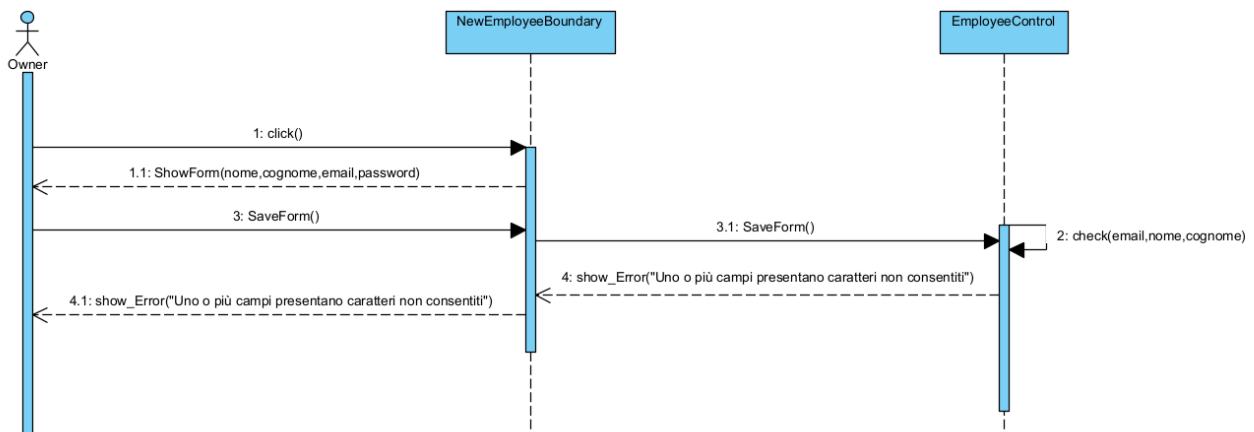 NewEmployeeBoundary
EmployeeControl
Owner
1: click()
1.1: ShowForm(nome,cognome,email,password)
3: SaveForm()
3.1: SaveForm()
2: check(email,nome,cognome)
4: show_Error("Uno o più campi presentano caratteri non consentiti")
4.1: show_Error("Uno o più campi presentano caratteri non consentiti")